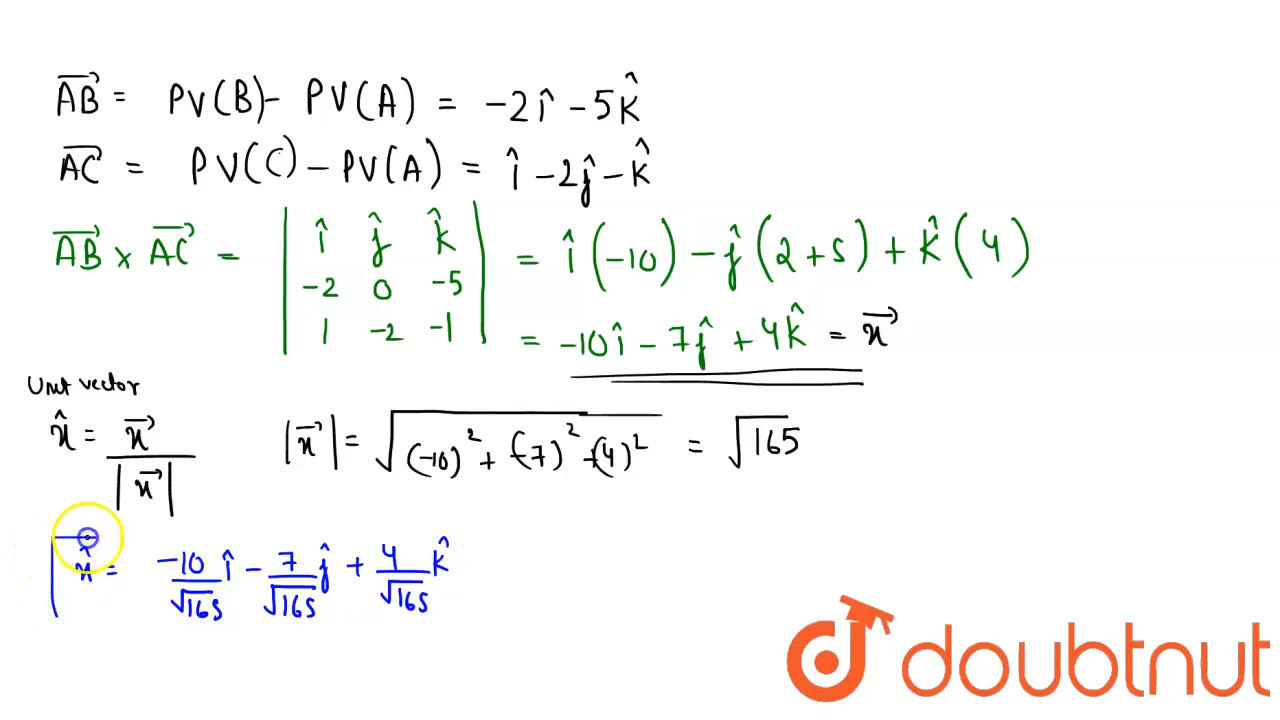 AB⃗ = PV(B) - PV(A) = -2î - 5k̂
AC⃗ = PV(C) - PV(A) = î - 2ĵ - k̂
AB⃗ × AC⃗ = | î ĵ k̂ | = î(-10) - ĵ(2+5) + k̂(4)
-2 0 -5
1 -2 -1
= -10î - 7ĵ + 4k̂ = x⃗
Unit vector
x̂ = x⃗ / |x⃗|  |x⃗| = √((-10)² + (-7)² + (4)²) = √165
x̂ = -10/√165 î - 7/√165 ĵ + 4/√165 k̂
doubtnut